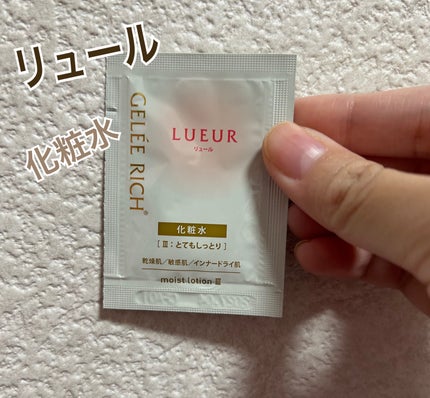 リュール
化粧水
GELÉE RICH®
LUEUR
リュール
化粧水
[ Ⅲ：とてもしっとり ]
乾燥肌／敏感肌／インナードライ肌
moist lotion Ⅲ